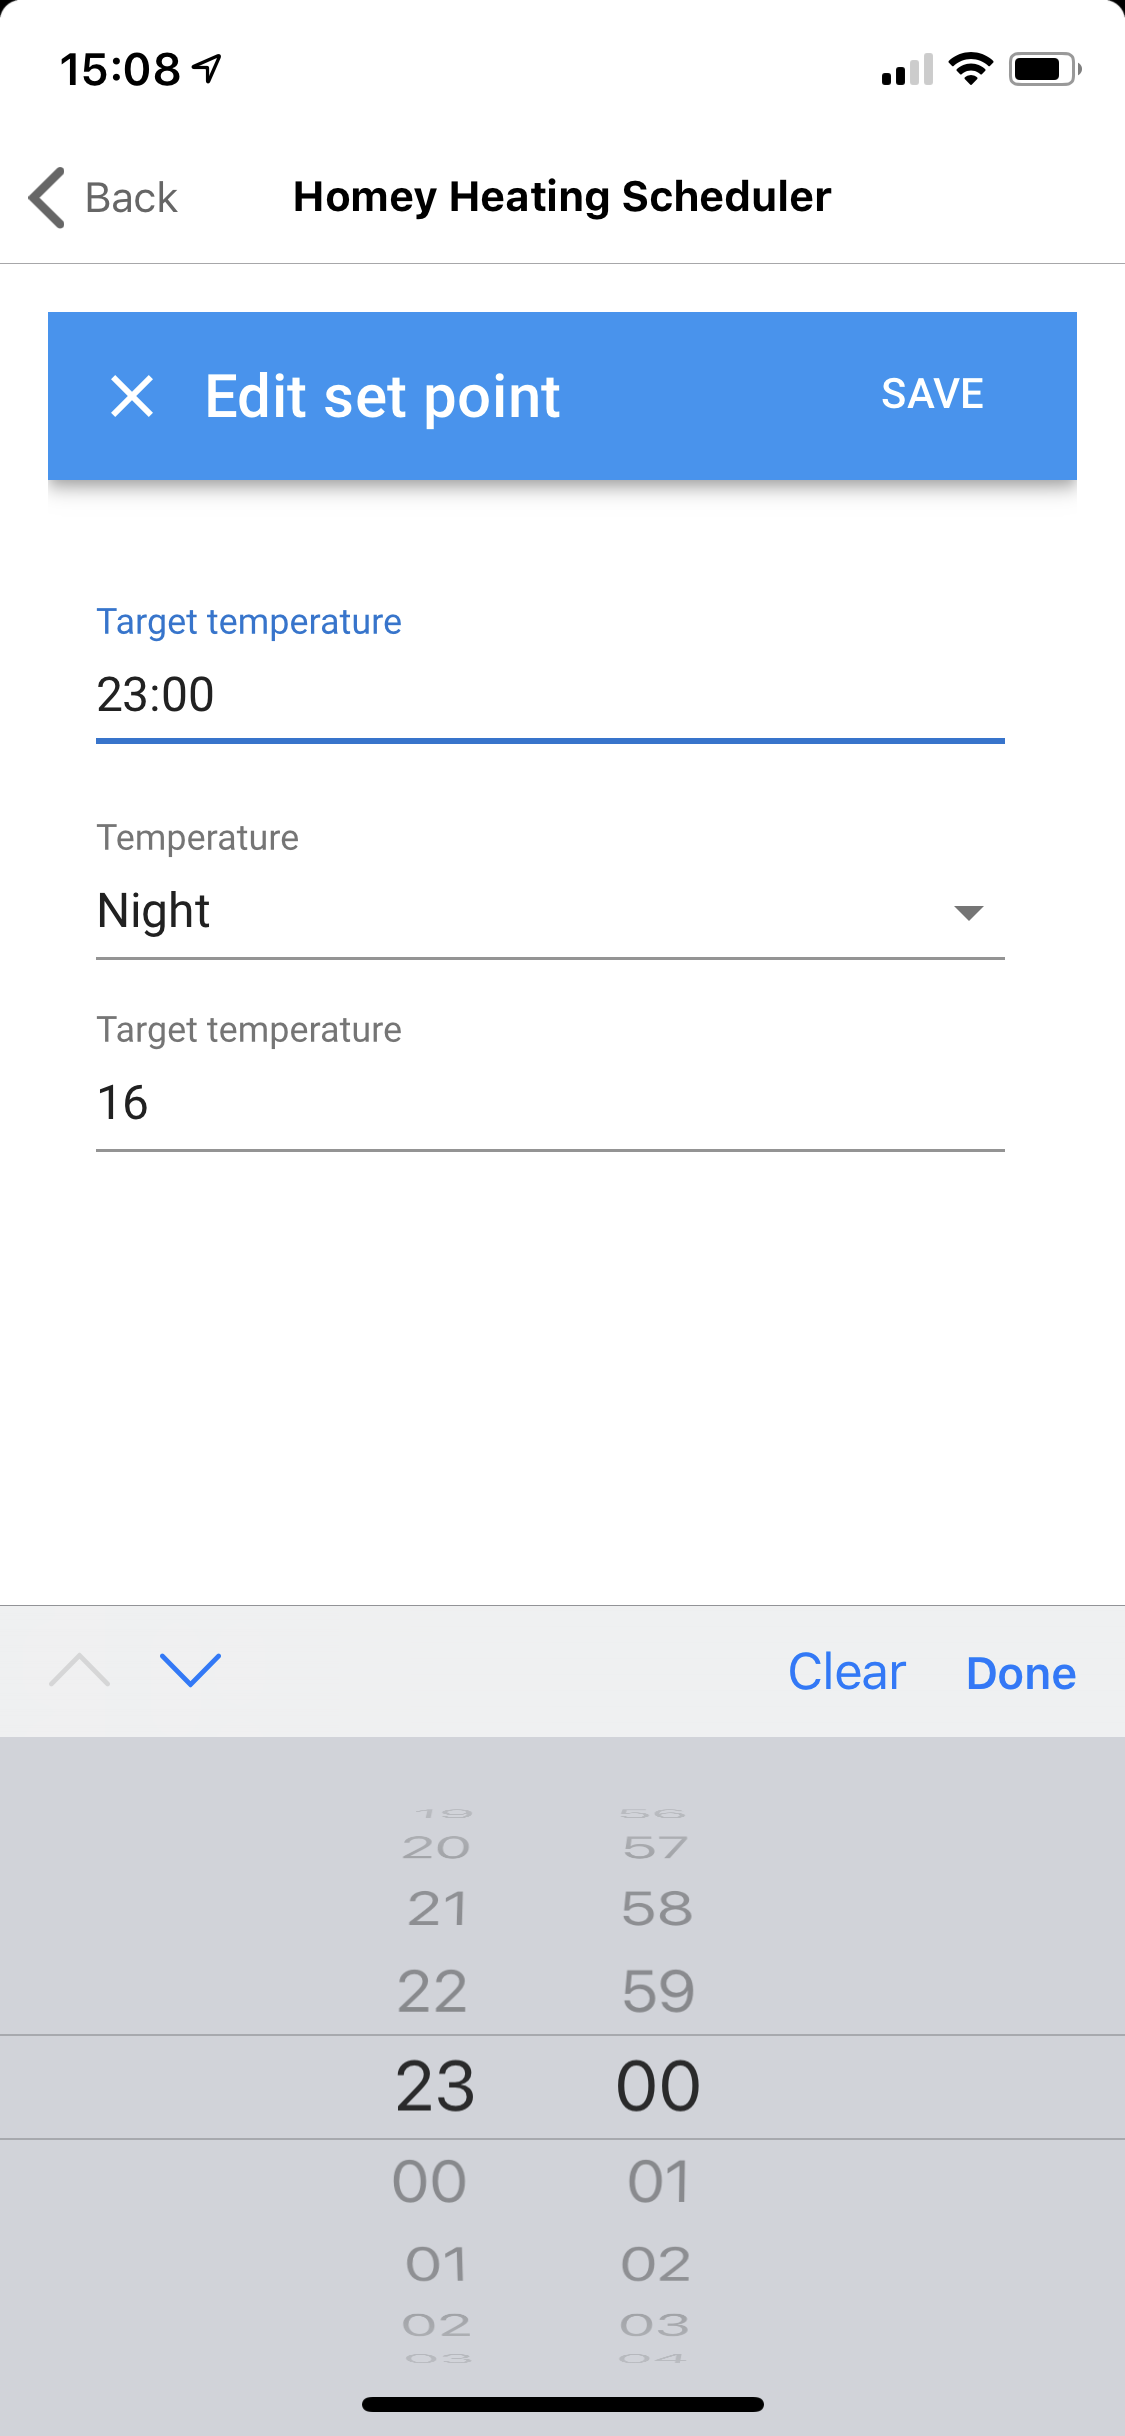 15:08
Back
Homey Heating Scheduler
Edit set point
SAVE
Target temperature
23:00
Temperature
Night
Target temperature
16
Clear
Done
19 56
20 57
21 58
22 59
23 00
00 01
01 02
02 03
03 04